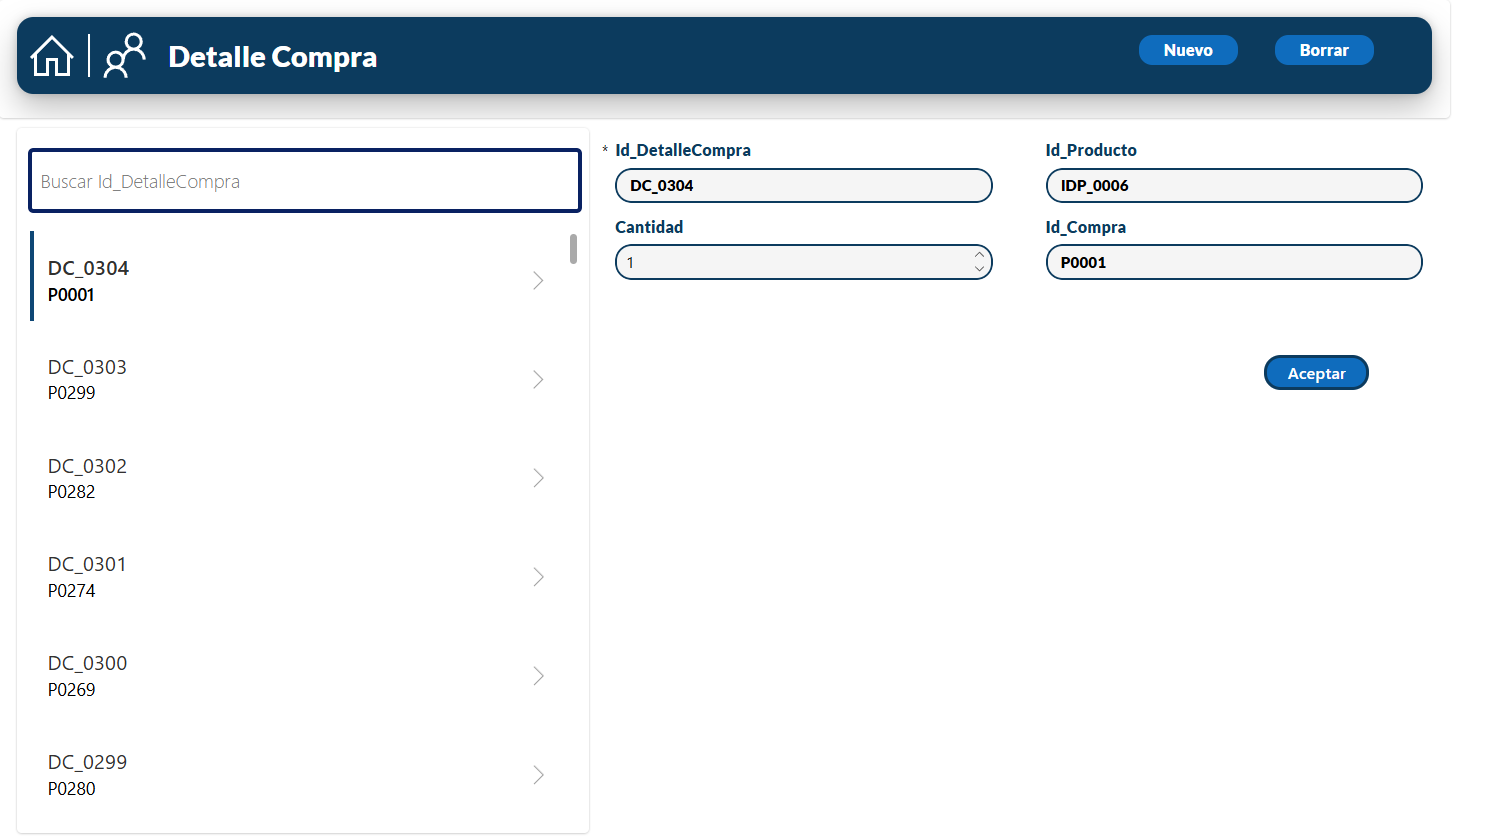 Detalle Compra
Nuevo
Borrar
Buscar Id_DetalleCompra
DC_0304
P0001
DC_0303
P0299
DC_0302
P0282
DC_0301
P0274
DC_0300
P0269
DC_0299
P0280
* Id_DetalleCompra
DC_0304
Id_Producto
IDP_0006
Cantidad
1
Id_Compra
P0001
Aceptar